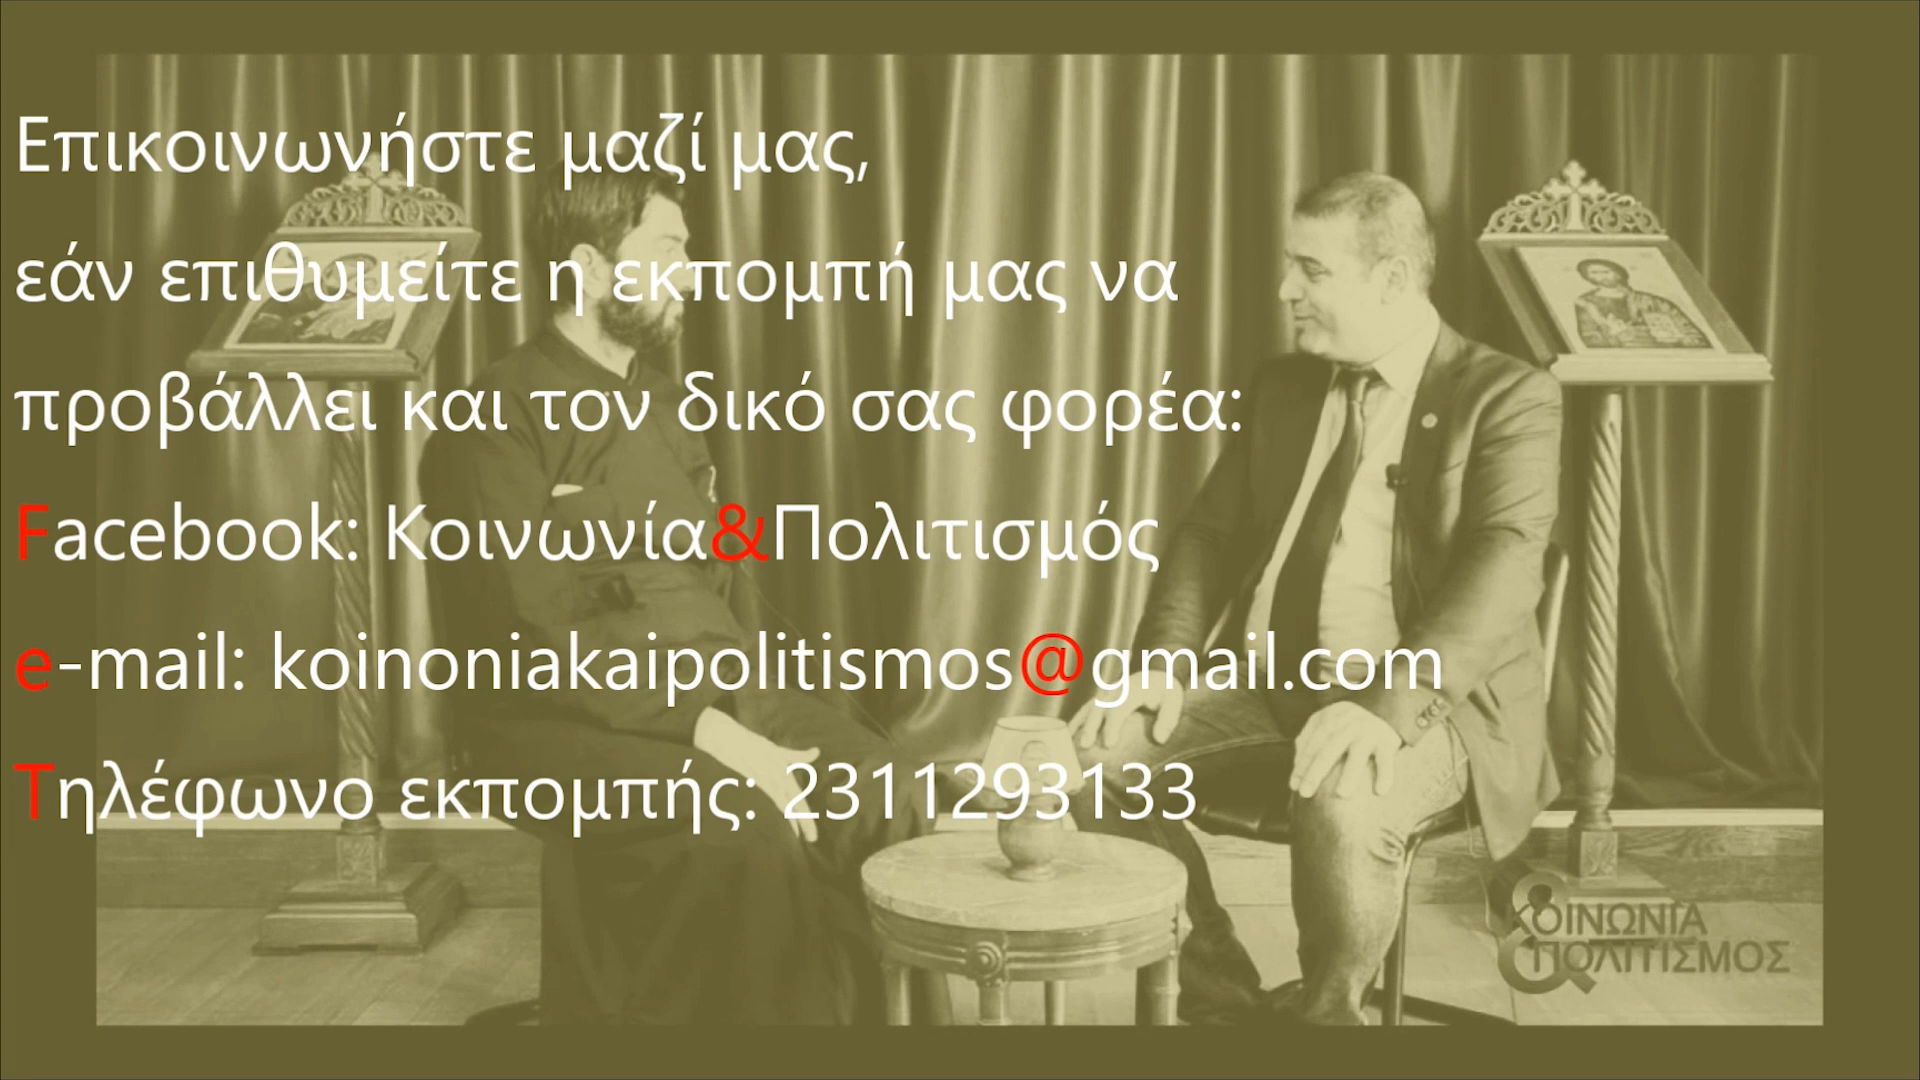 Επικοινωνήστε μαζί μας,
εάν επιθυμείτε η εκπομπή μας να
προβάλλει και τον δικό σας φορέα:
Facebook: Κοινωνία&Πολιτισμός
e-mail: koinoniakaipolitismos@gmail.com
Τηλέφωνο εκπομπής: 2311293133
ΚΟΙΝΩΝΙΑ
& ΠΟΛΙΤΙΣΜΟΣ